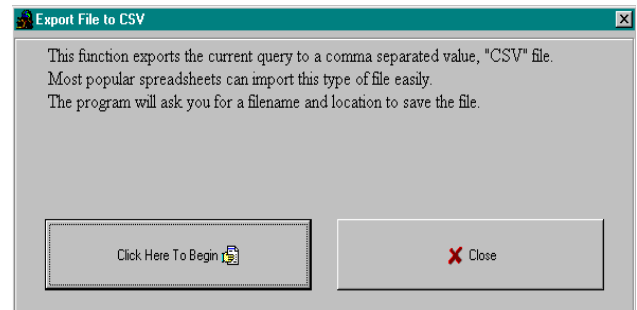 Export File to CSV
This function exports the current query to a comma separated value, "CSV" file.
Most popular spreadsheets can import this type of file easily.
The program will ask you for a filename and location to save the file.
Click Here To Begin
Close